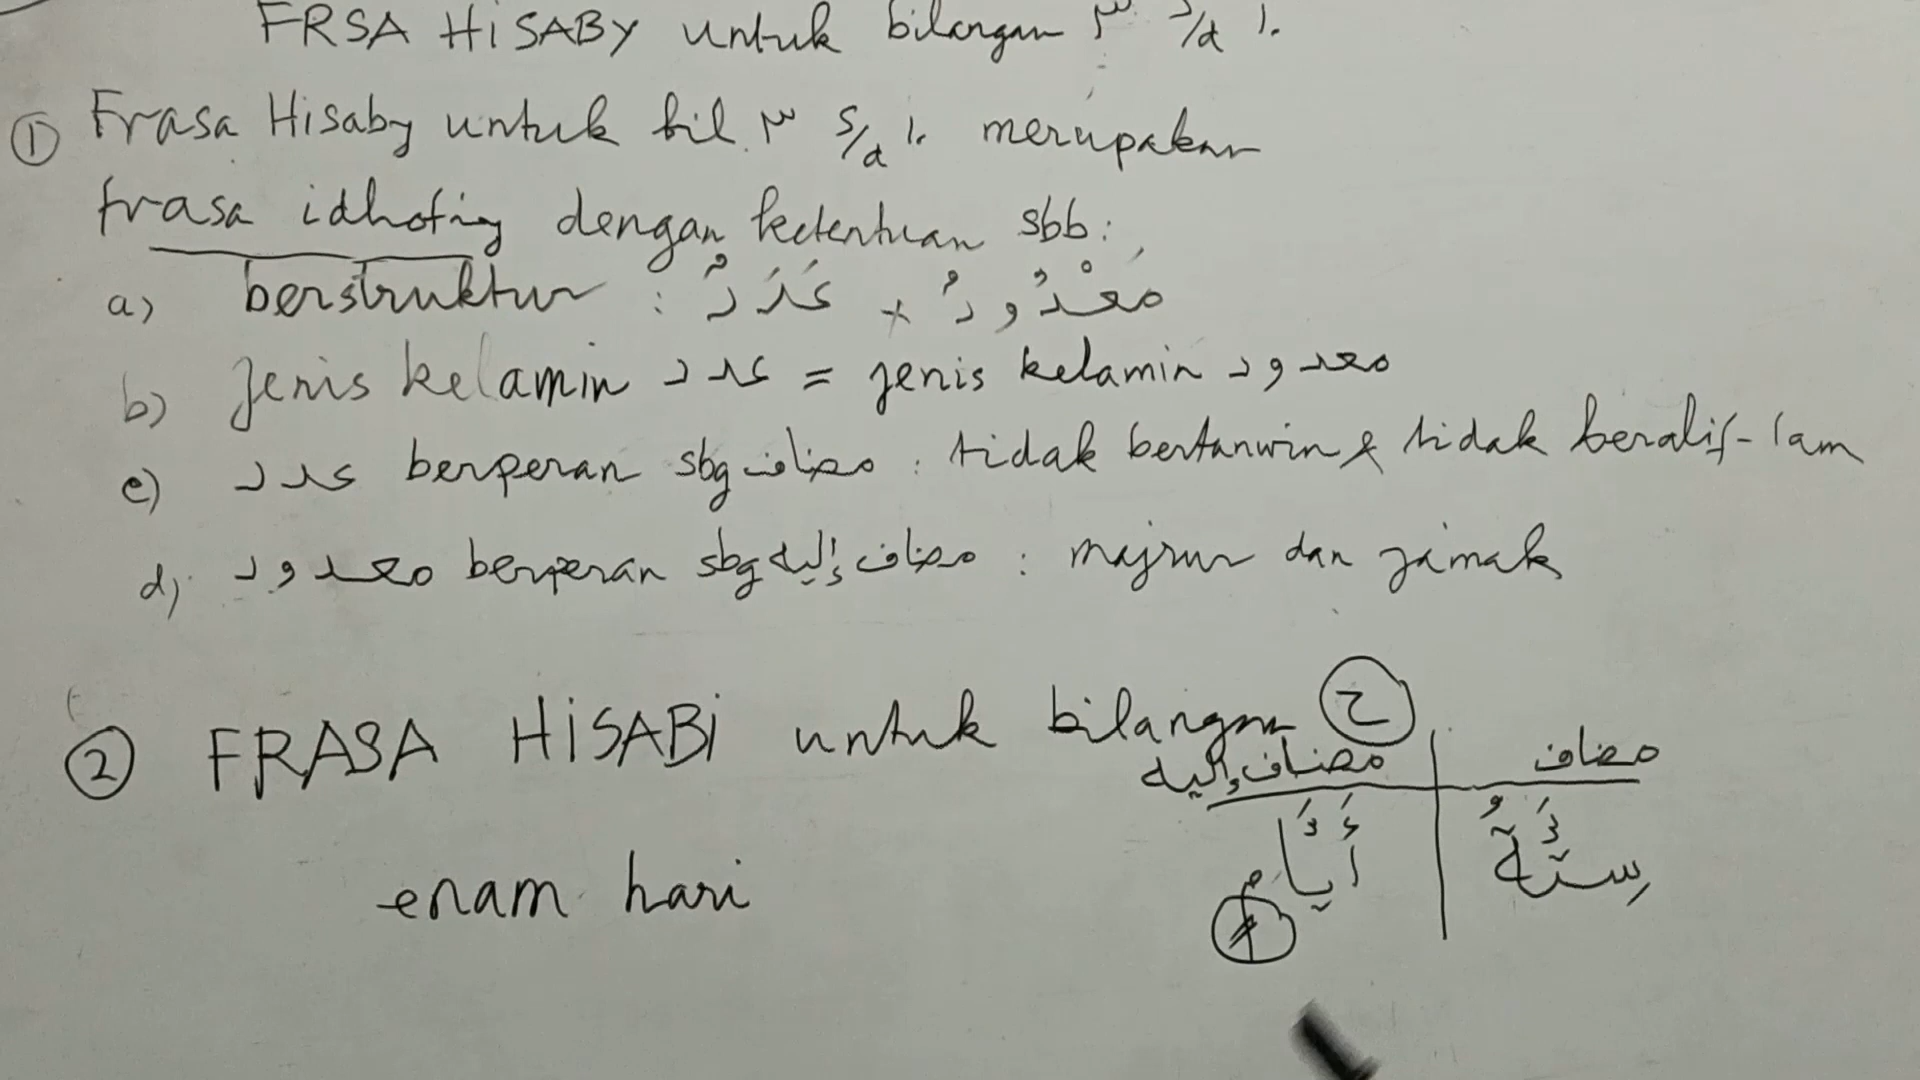 FRSA HISABY untuk bilangan ٣ s/d ١٠
① Frasa Hisaby untuk bil. ٣ s/d ١٠ merupakan
frasa idhofiy dengan ketentuan sbb:
a) berstruktur : عَدَدٌ + مَعْدُودٌ
b) Jenis kelamin عدد = jenis kelamin معدود
c) عدد berperan sbg مضاف : tidak bertanwin & tidak beralif-lam
d) معدود berperan sbg مضاف إليه : majrur dan jamak
② FRASA HISABI untuk bilangan
مضاف | مضاف إليه
enam hari سِتَّةُ | أَيَّامٍ